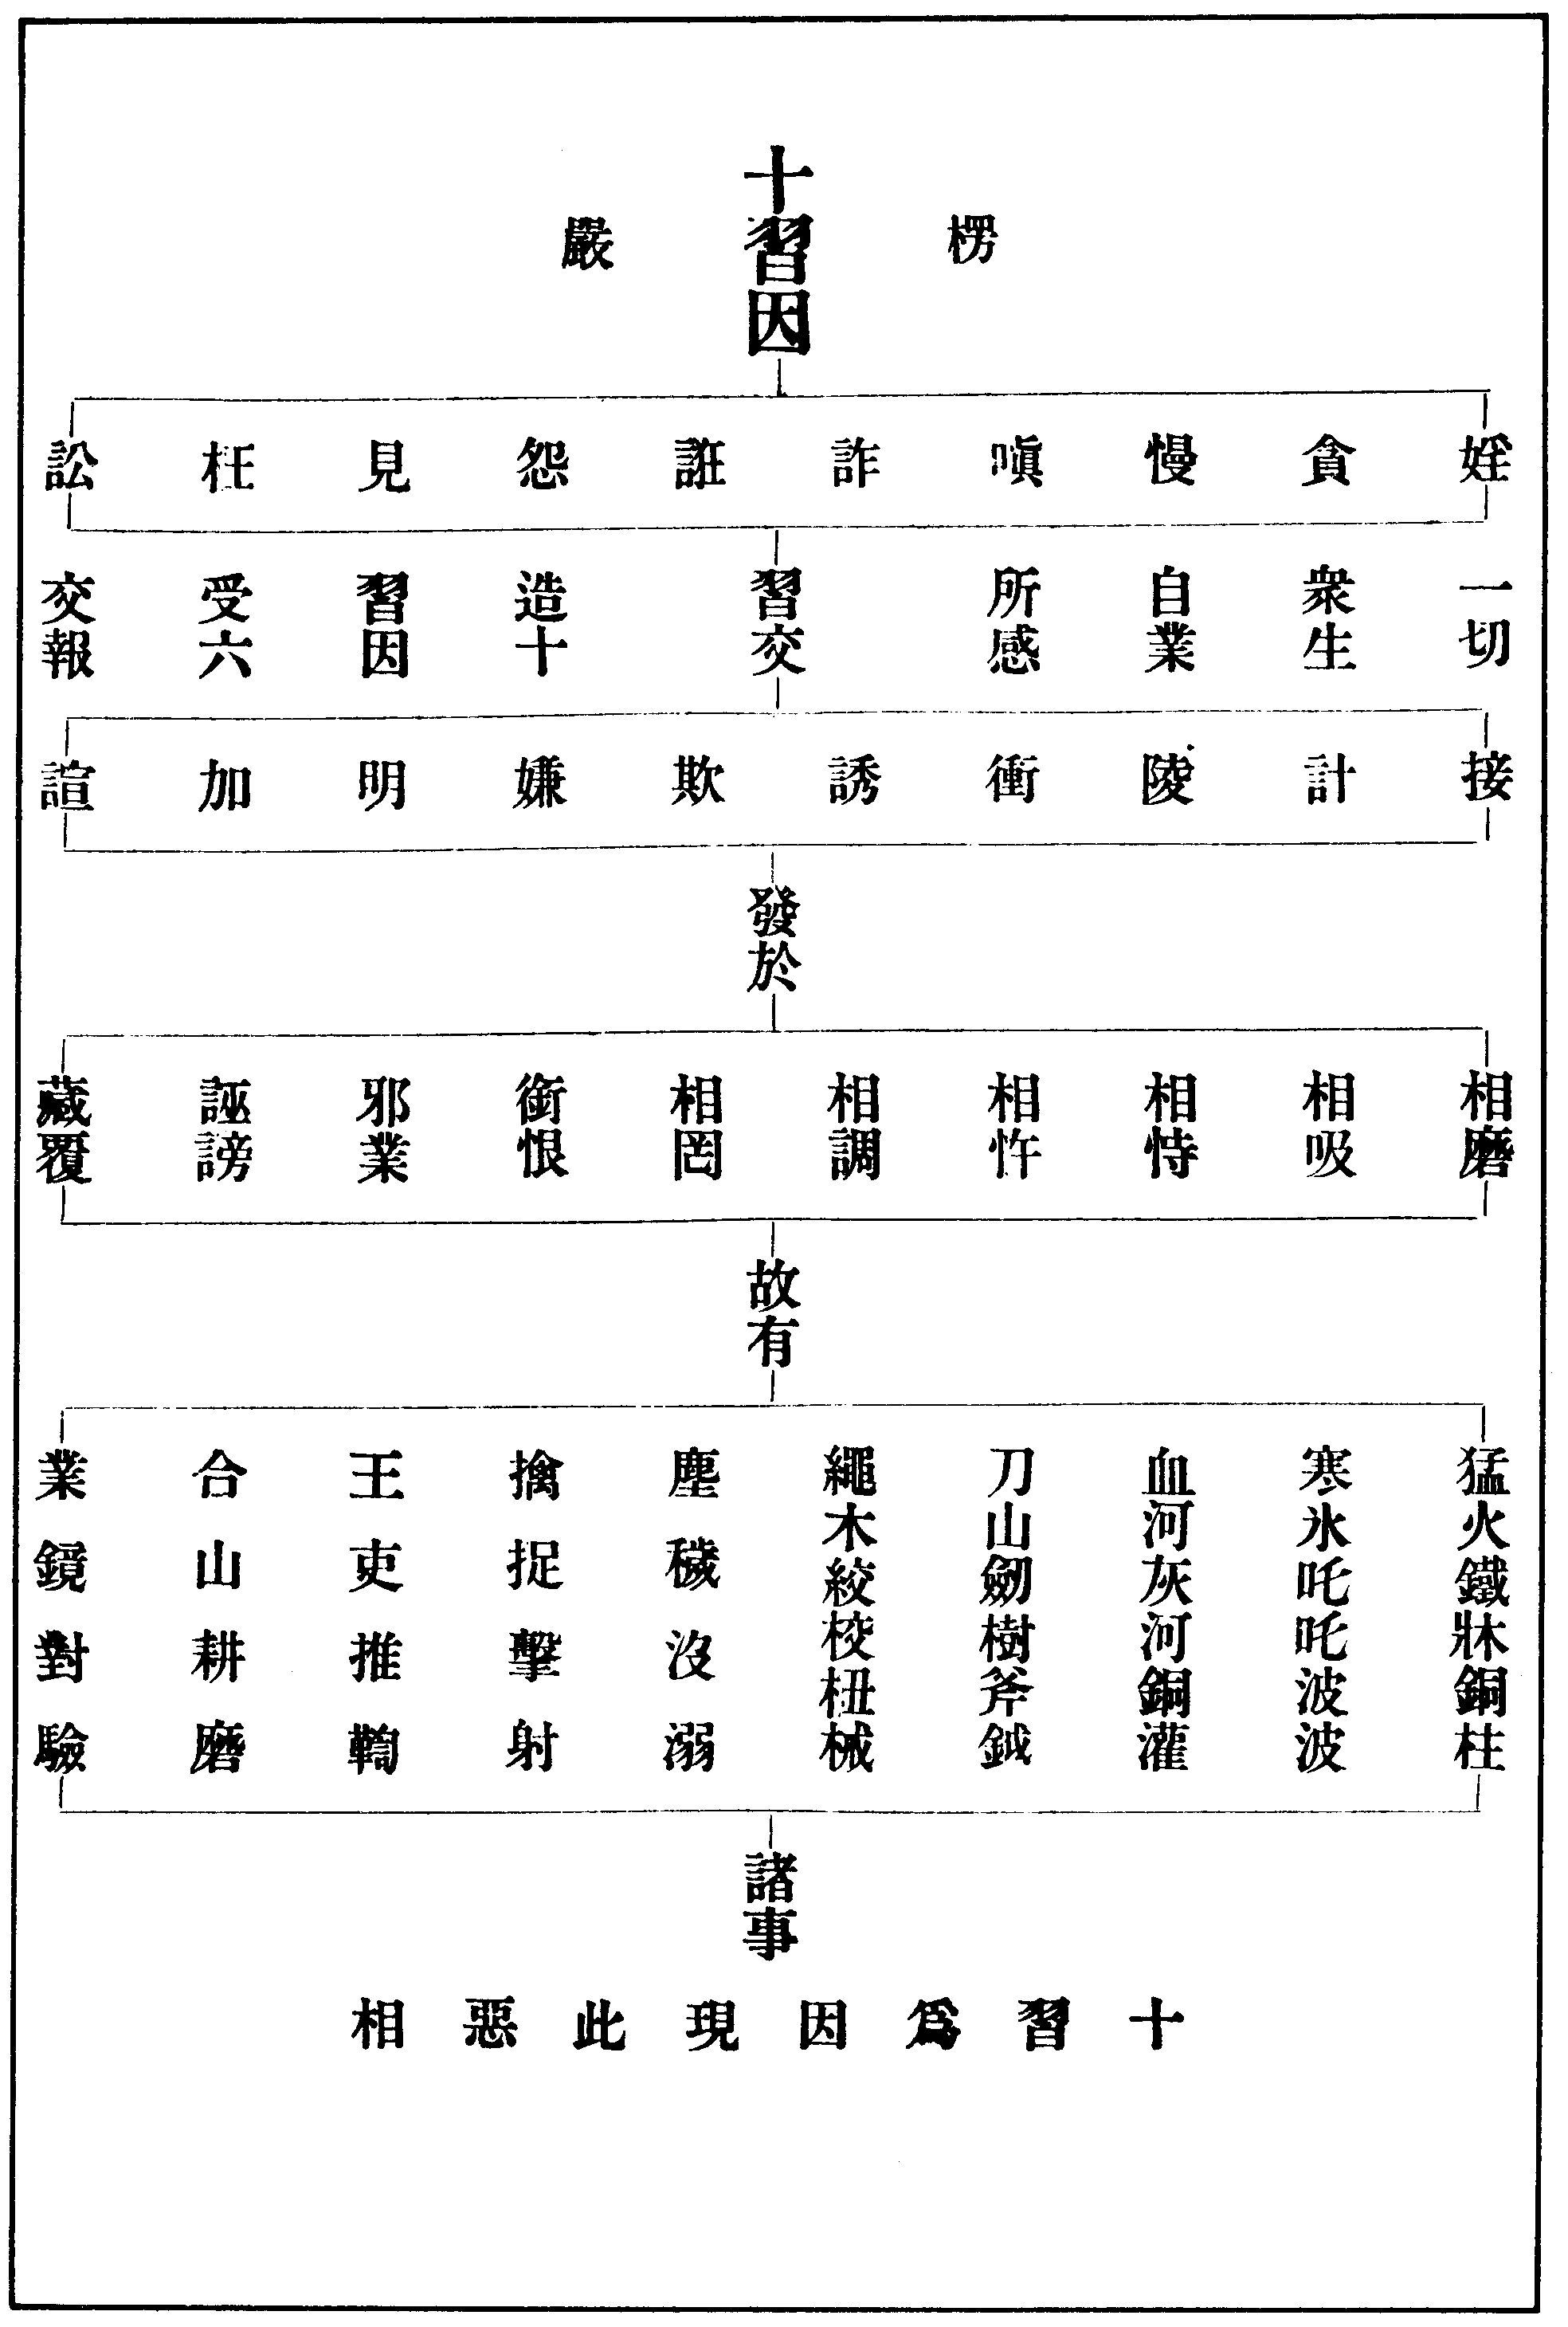 楞嚴
十習因
婬 貪 慢 嗔 詐 誑 怨 見 枉 訟
一切 衆生 自業 所感 習交 造十 習因 受六 交報
接 計 陵 衝 誘 欺 嫌 明 加 諠
發於
相磨 相吸 相恃 相忤 相調 相罔 銜恨 邪業 誣謗 藏覆
故有
猛火鐵牀銅柱
寒氷吒吒波波
血河灰河銅灌
刀山劒樹斧鉞
繩木絞校杻械
塵穢沒溺
擒捉擊射
王吏推鞫
合山耕磨
業鏡對驗
諸事
十習爲因現此惡相